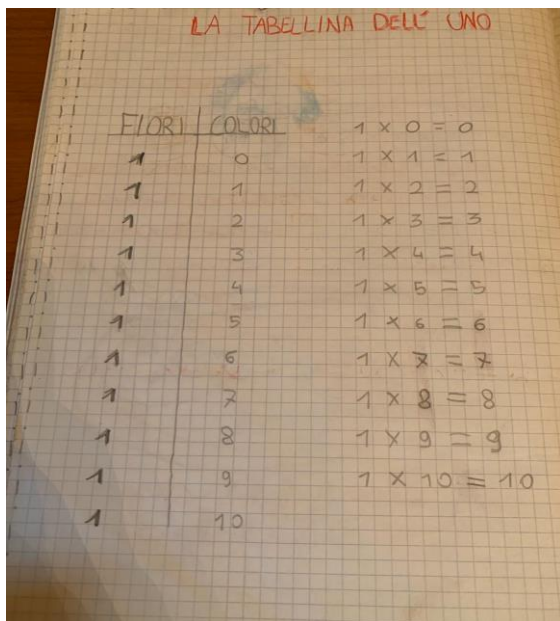 LA TABELLINA DELL' UNO
FIORI COLORI
1 0
1 1
1 2
1 3
1 4
1 5
1 6
1 7
1 8
1 9
1 10
1 x 0 = 0
1 x 1 = 1
1 x 2 = 2
1 x 3 = 3
1 x 4 = 4
1 x 5 = 5
1 x 6 = 6
1 x 7 = 7
1 x 8 = 8
1 x 9 = 9
1 x 10 = 10